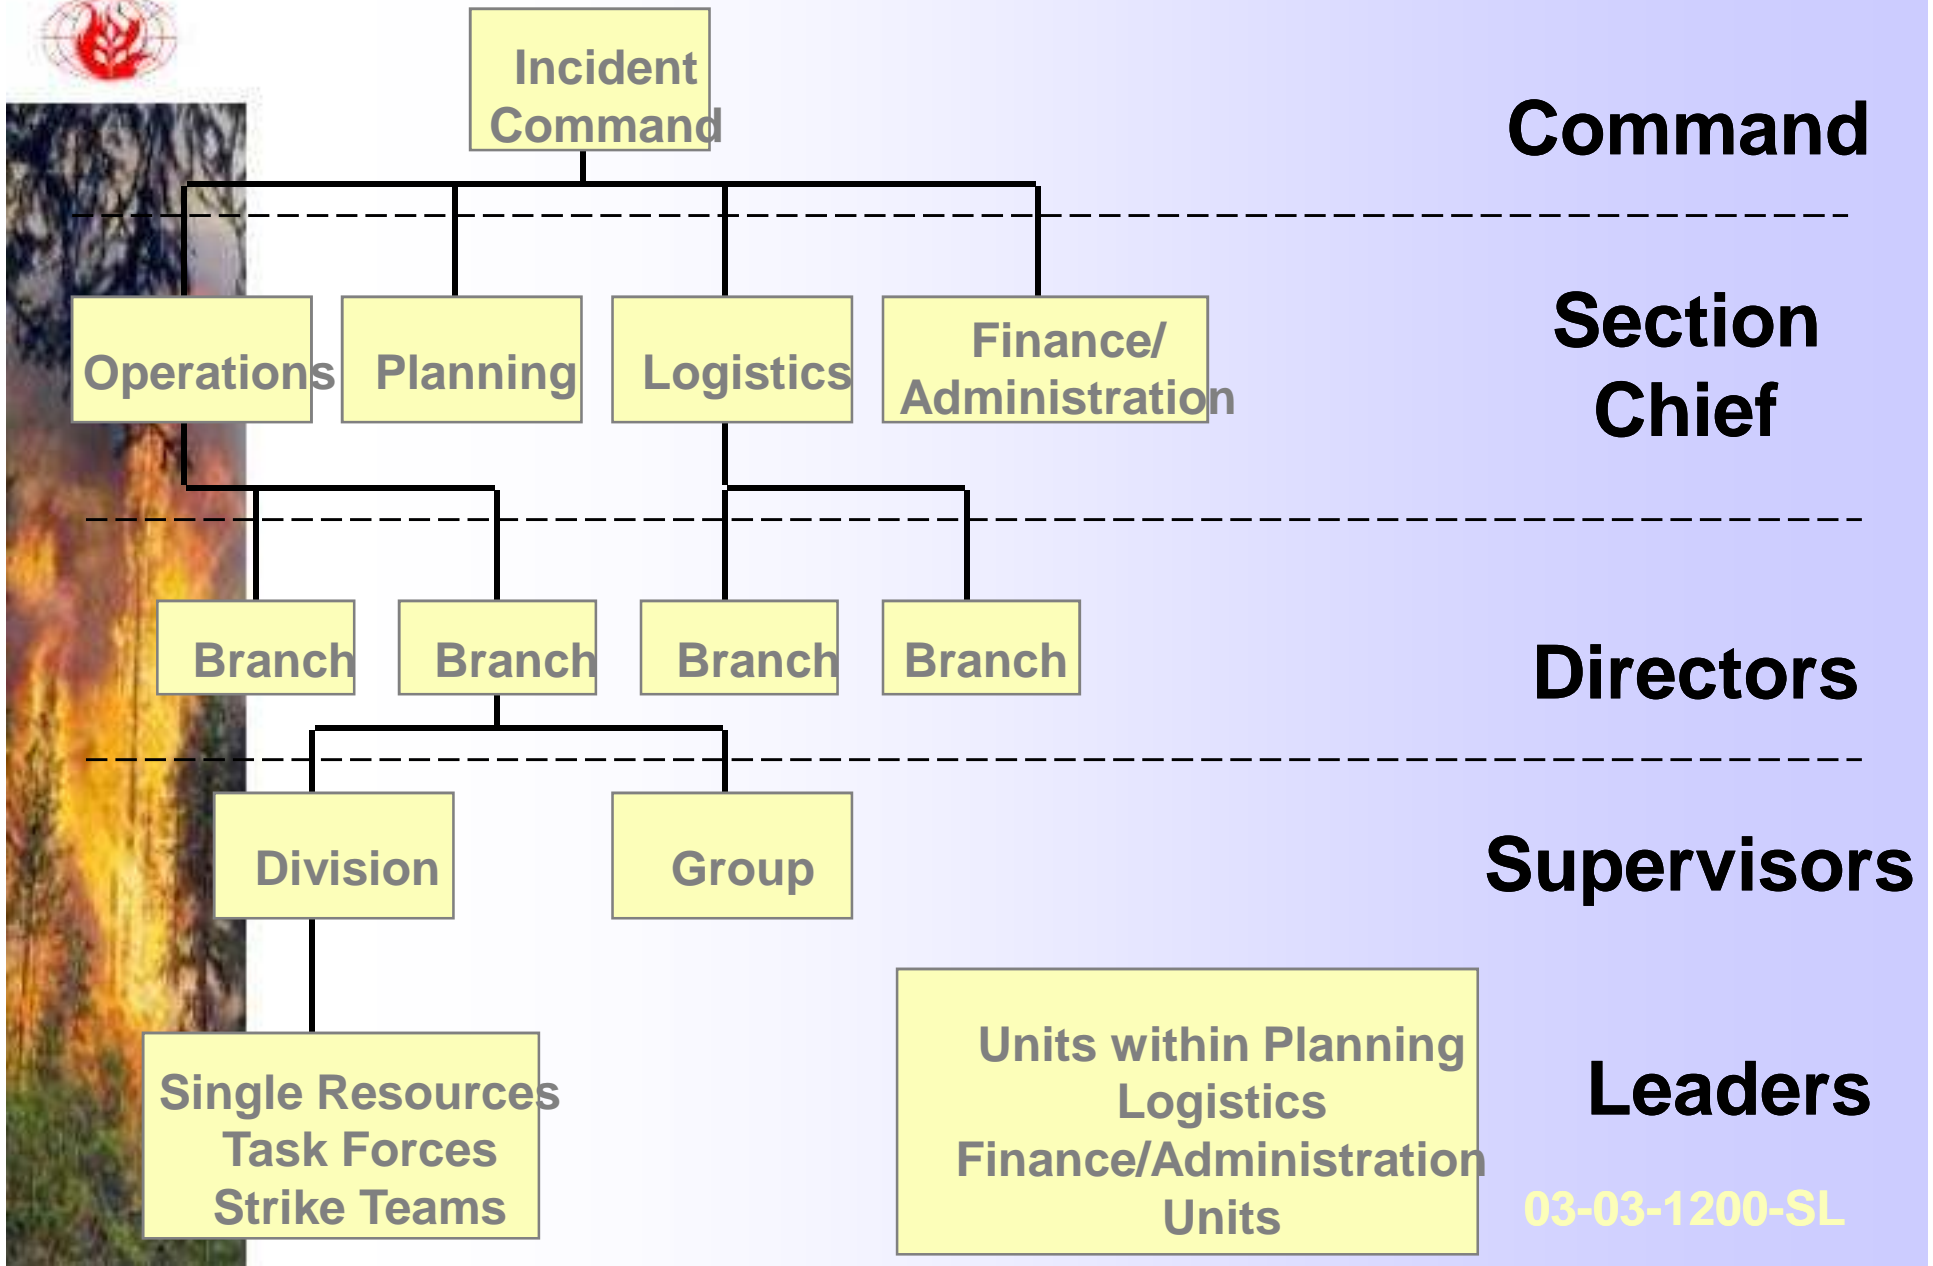 Incident
Command
Command
Operations
Planning
Logistics
Finance/
Administration
Section
Chief
Branch
Branch
Branch
Branch
Directors
Division
Group
Supervisors
Single Resources
Task Forces
Strike Teams
Units within Planning
Logistics
Finance/Administration
Units
Leaders
03-03-1200-SL